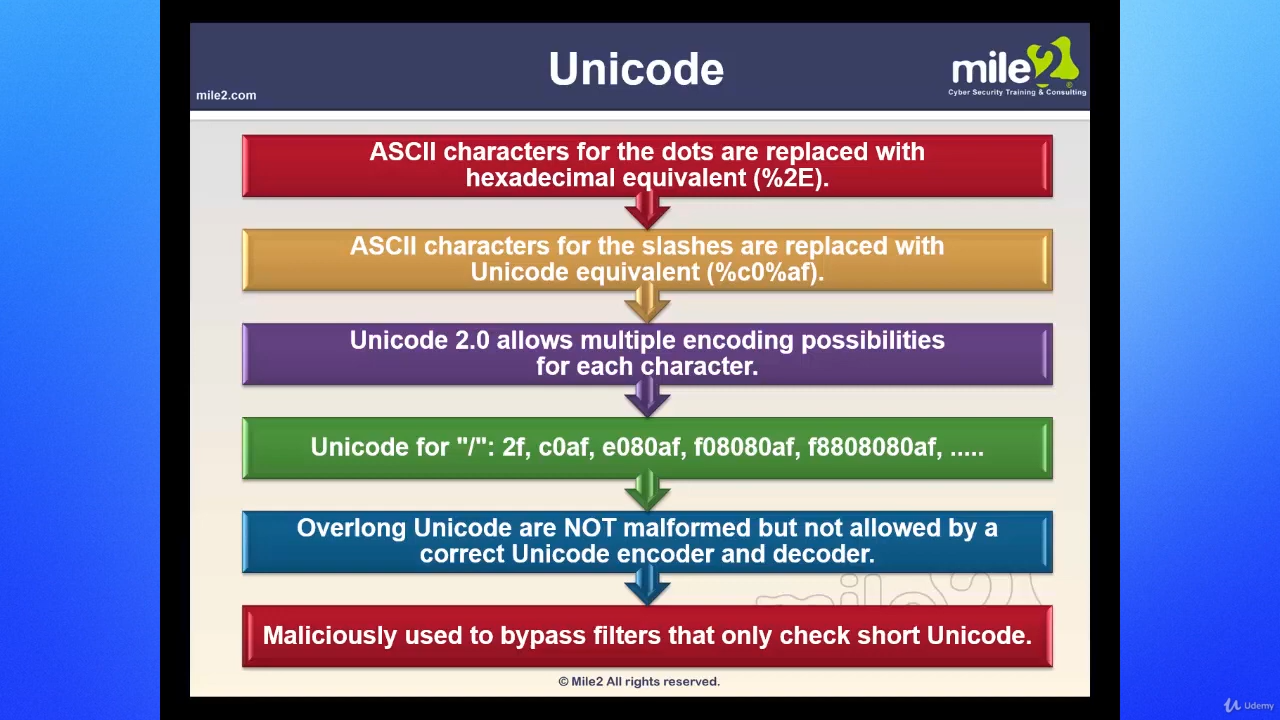 Unicode
mile2.com
mile2
Cyber Security Training & Consulting
ASCII characters for the dots are replaced with
hexadecimal equivalent (%2E).
ASCII characters for the slashes are replaced with
Unicode equivalent (%c0%af).
Unicode 2.0 allows multiple encoding possibilities
for each character.
Unicode for "/": 2f, c0af, e080af, f08080af, f8808080af, .....
Overlong Unicode are NOT malformed but not allowed by a
correct Unicode encoder and decoder.
mile2
Maliciously used to bypass filters that only check short Unicode.
© Mile2 All rights reserved.
Udemy